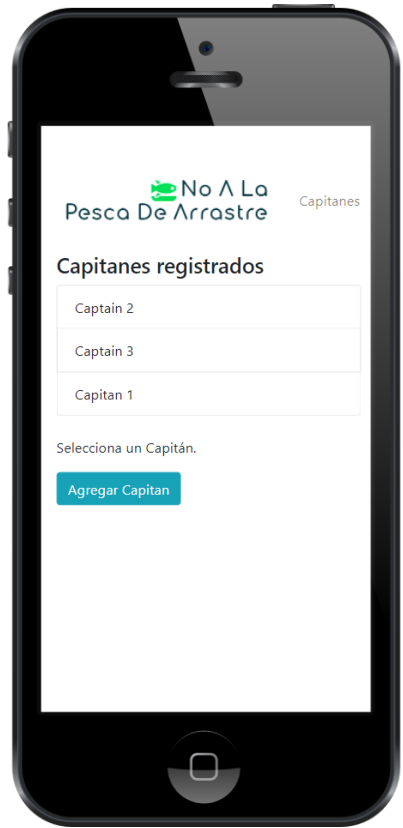 No A La
Pesca De Arrastre
Capitanes
Capitanes registrados
Captain 2
Captain 3
Capitan 1
Selecciona un Capitán.
Agregar Capitan